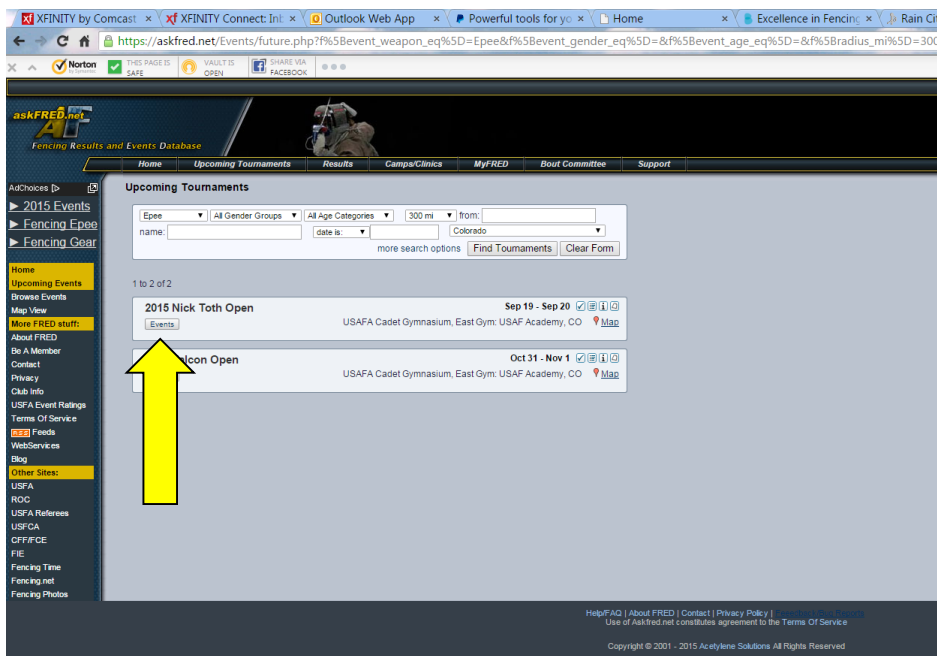 XFINITY by Comcast × XFINITY Connect: Inb × Outlook Web App × Powerful tools for yo × Home × Excellence in Fencing × Rain Cit
https://askfred.net/Events/future.php?f%5Bevent_weapon_eq%5D=Epee&f%5Bevent_gender_eq%5D=&f%5Bevent_age_eq%5D=&f%5Bradius_mi%5D=300
Norton by Symantec THIS PAGE IS SAFE VAULT IS OPEN SHARE VIA FACEBOOK
askFRED.net
Fencing Results and Events Database
Home Upcoming Tournaments Results Camps/Clinics MyFRED Bout Committee Support
AdChoices
► 2015 Events
► Fencing Epee
► Fencing Gear
Home
Upcoming Events
Browse Events
Map View
More FRED stuff:
About FRED
Be A Member
Contact
Privacy
Club Info
USFA Event Ratings
Terms Of Service
RSS Feeds
WebServices
Blog
Other Sites:
USFA
ROC
USFA Referees
USFCA
CFF/FCE
FIE
Fencing Time
Fencing.net
Fencing Photos
Upcoming Tournaments
Epee All Gender Groups All Age Categories 300 mi from:
name: date is: Colorado
more search options Find Tournaments Clear Form
1 to 2 of 2
2015 Nick Toth Open Sep 19 - Sep 20
Events USAFA Cadet Gymnasium, East Gym: USAF Academy, CO Map
alcon Open Oct 31 - Nov 1
USAFA Cadet Gymnasium, East Gym: USAF Academy, CO Map
Help/FAQ | About FRED | Contact | Privacy Policy |
Use of Askfred.net constitutes agreement to the Terms Of Service
Copyright © 2001 - 2015 Acetylene Solutions All Rights Reserved